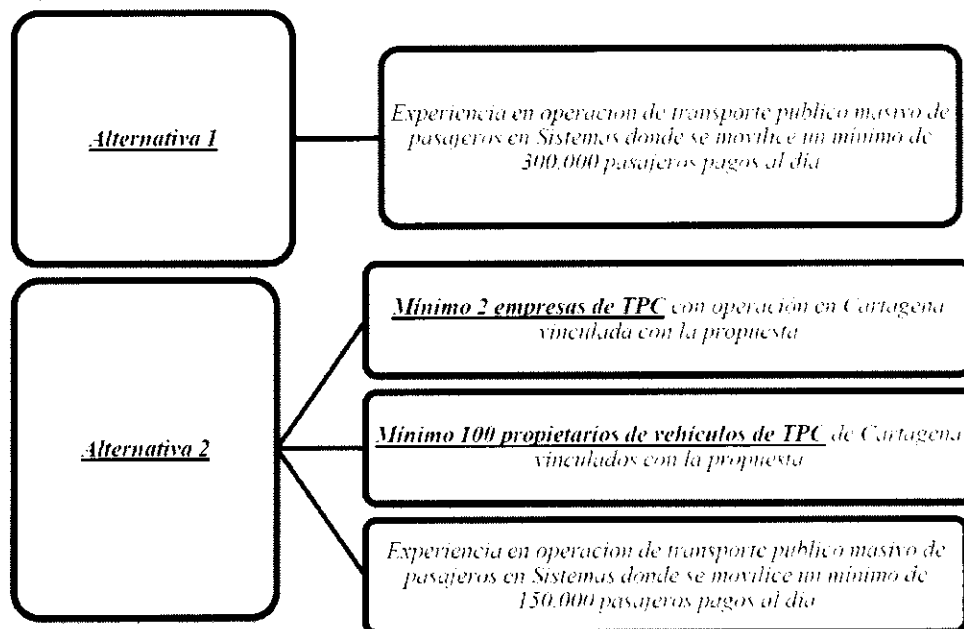 Alternativa 1
Experiencia en operacion de transporte publico masivo de
pasajeros en Sistemas donde se movilice un mínimo de
300.000 pasajeros pagos al dia
Alternativa 2
Mínimo 2 empresas de TPC con operación en Cartagena
vinculada con la propuesta
Mínimo 100 propietarios de vehículos de TPC de Cartagena
vinculados con la propuesta
Experiencia en operacion de transporte publico masivo de
pasajeros en Sistemas donde se movilice un mínimo de
150.000 pasajeros pagos al dia